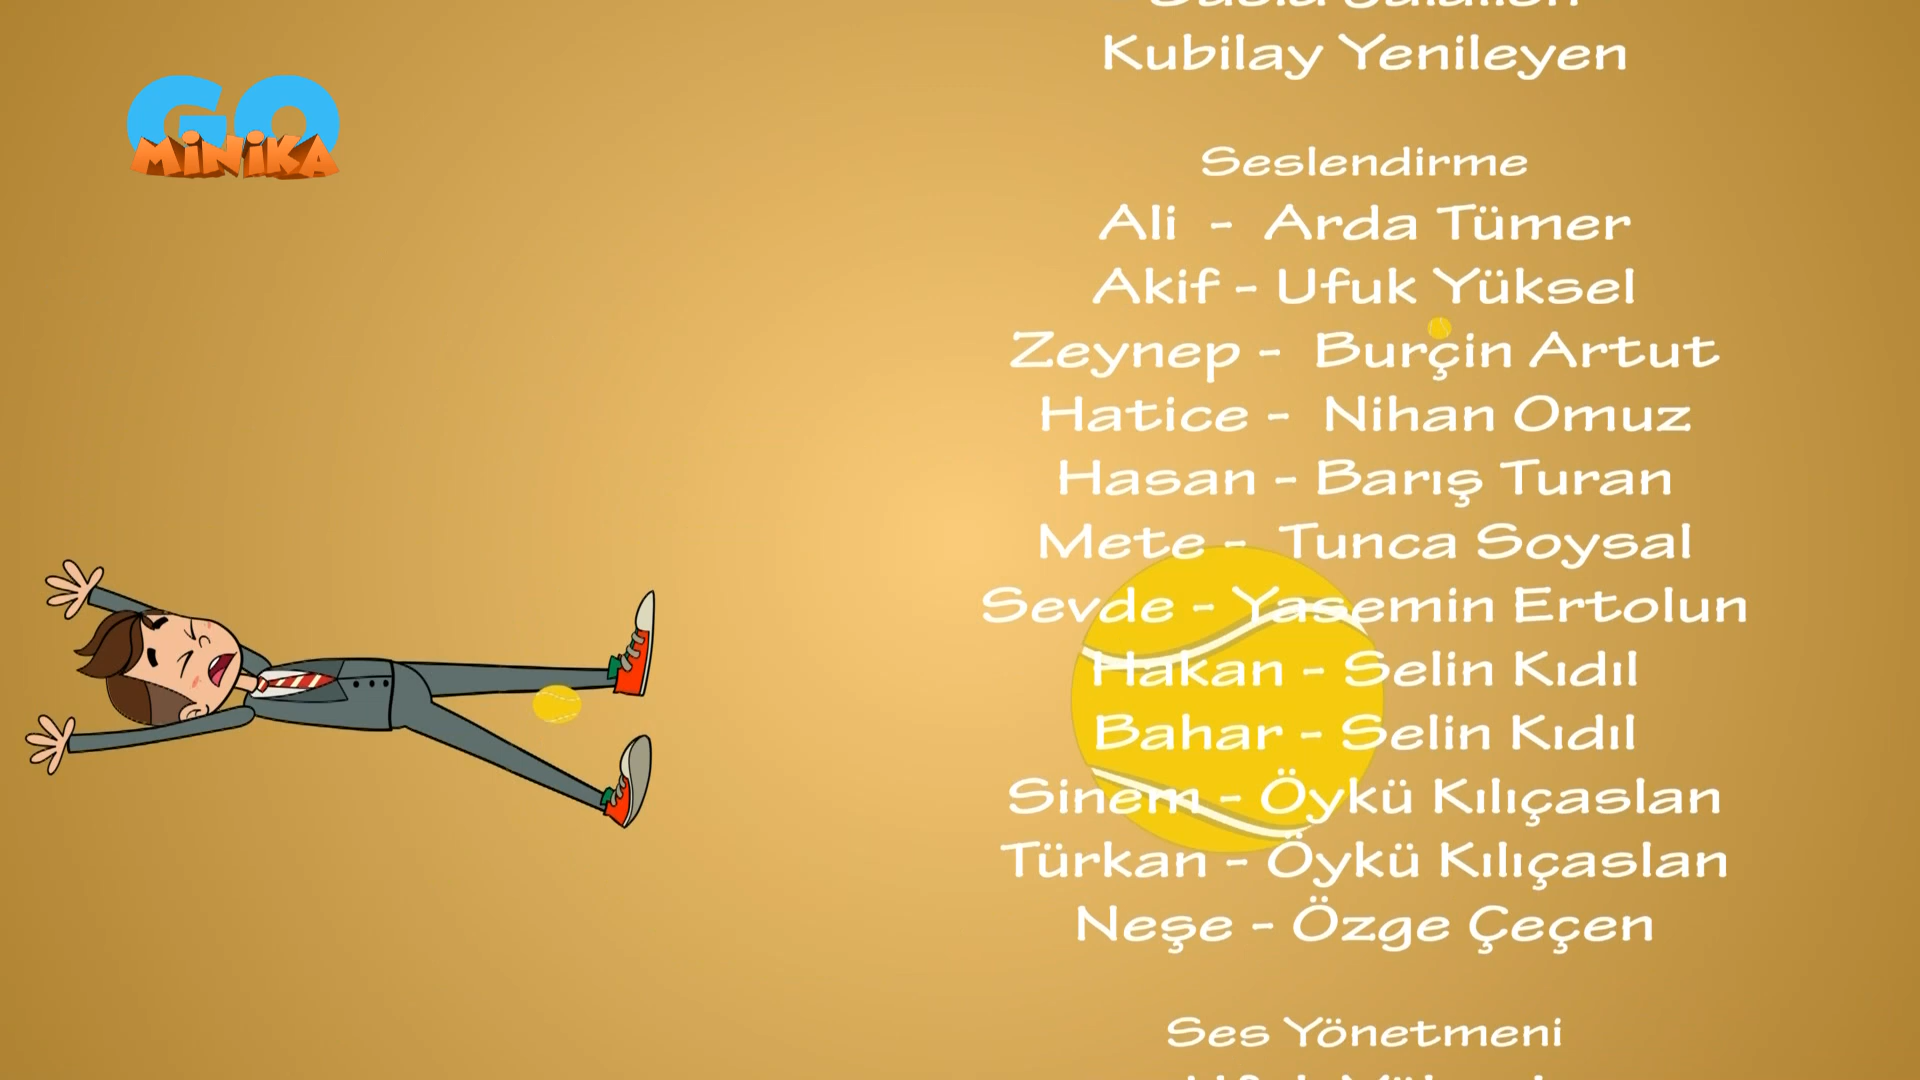 GO
MiNiKA
Kubilay Yenileyen
Seslendirme
Ali - Arda Tümer
Akif - Ufuk Yüksel
Zeynep - Burçin Artut
Hatice - Nihan Omuz
Hasan - Barış Turan
Mete - Tunca Soysal
Sevde - Yasemin Ertolun
Hakan - Selin Kıdıl
Bahar - Selin Kıdıl
Sinem - Öykü Kılıçaslan
Türkan - Öykü Kılıçaslan
Neşe - Özge Çeçen
Ses Yönetmeni